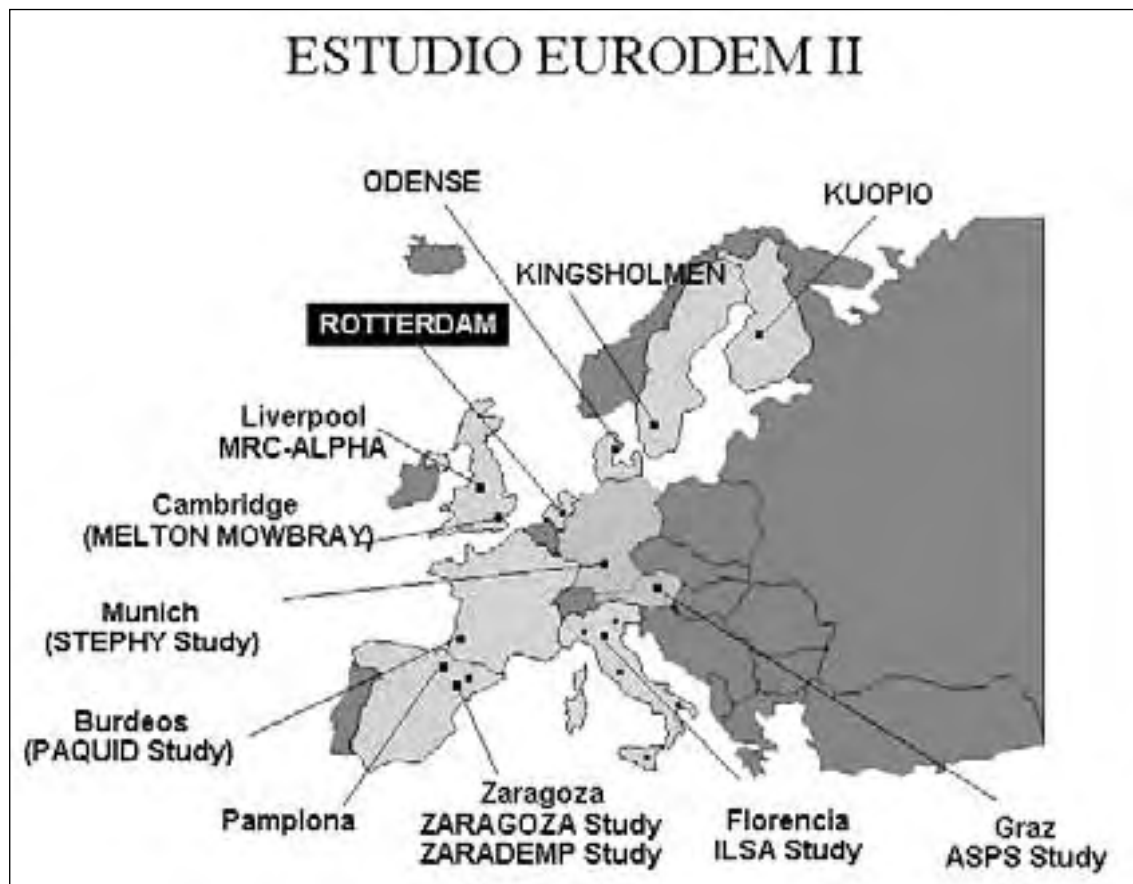 ESTUDIO EURODEM II
ODENSE
KUOPIO
KINGSHOLMEN
ROTTERDAM
Liverpool
MRC-ALPHA
Cambridge
(MELTON MOWBRAY)
Munich
(STEPHY Study)
Burdeos
(PAQUID Study)
Pamplona
Zaragoza
ZARAGOZA Study
ZARADEMP Study
Florencia
ILSA Study
Graz
ASPS Study